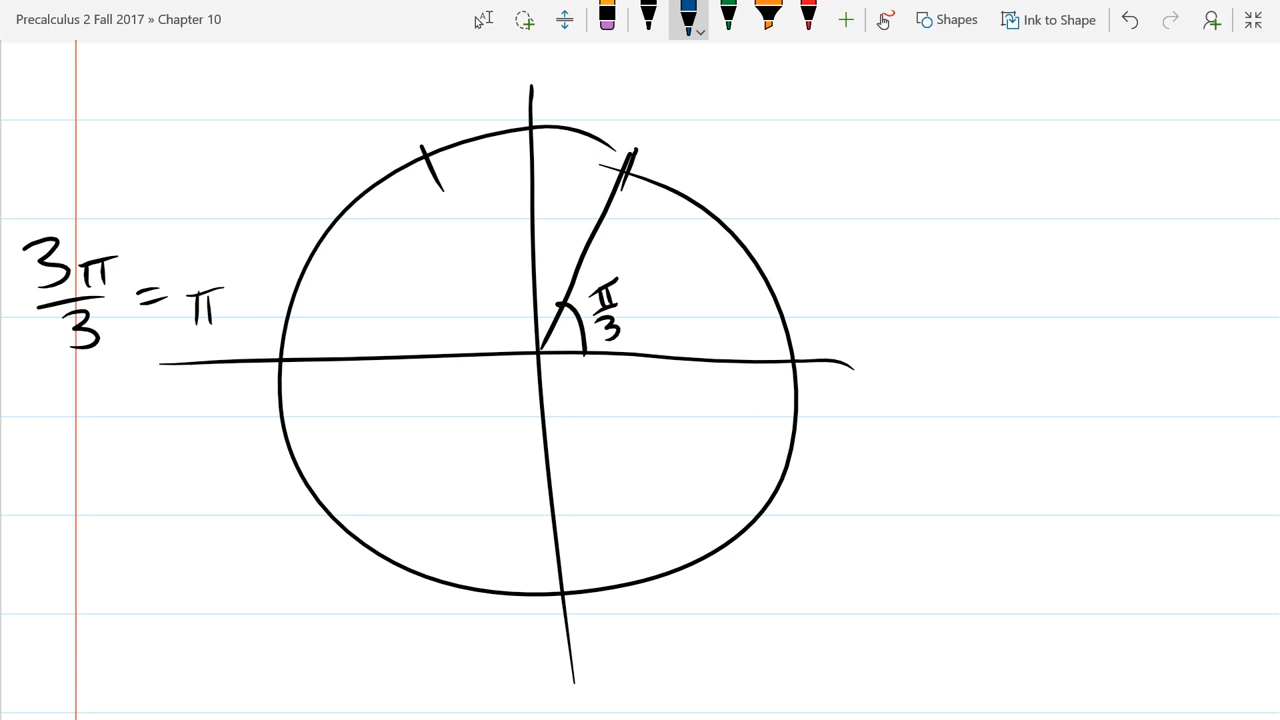 Precalculus 2 Fall 2017 » Chapter 10
Shapes
Ink to Shape
3π/3 = π
π/3